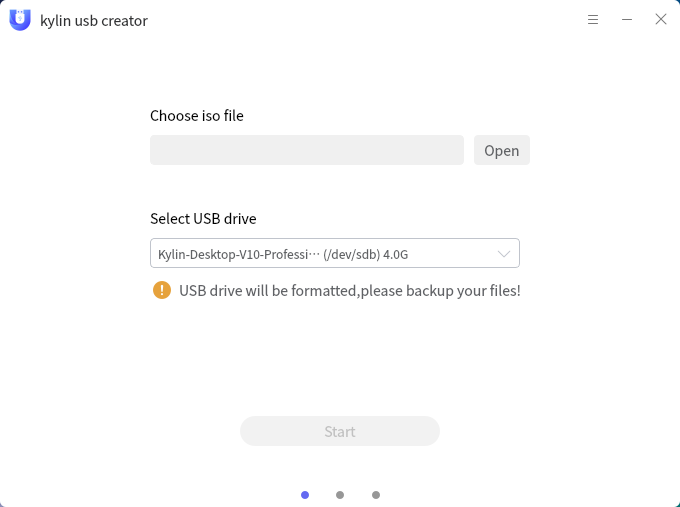 kylin usb creator
Choose iso file
Open
Select USB drive
Kylin-Desktop-V10-Professi··· (/dev/sdb) 4.0G
USB drive will be formatted,please backup your files!
Start